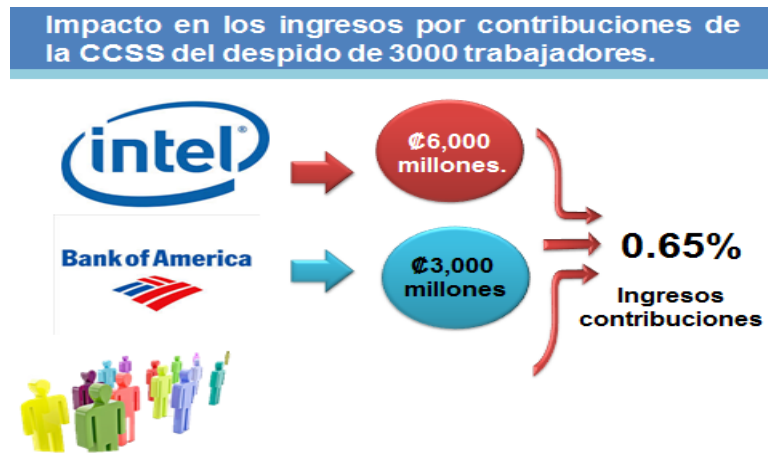 Impacto en los ingresos por contribuciones de
la CCSS del despido de 3000 trabajadores.
intel®
₡6,000
millones.
Bank of America
₡3,000
millones
0.65%
Ingresos
contribuciones